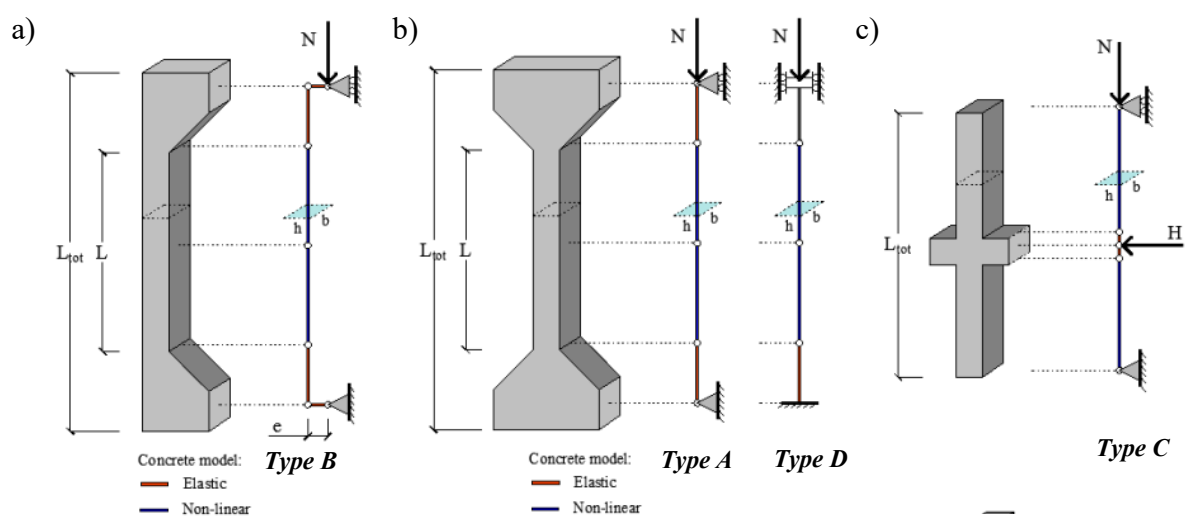 a)
N
L_tot
L
h
b
e
Concrete model:
Elastic
Non-linear
Type B
b)
N
N
L_tot
L
h
b
h
b
Concrete model:
Elastic
Non-linear
Type A
Type D
c)
N
L_tot
h
b
H
Type C